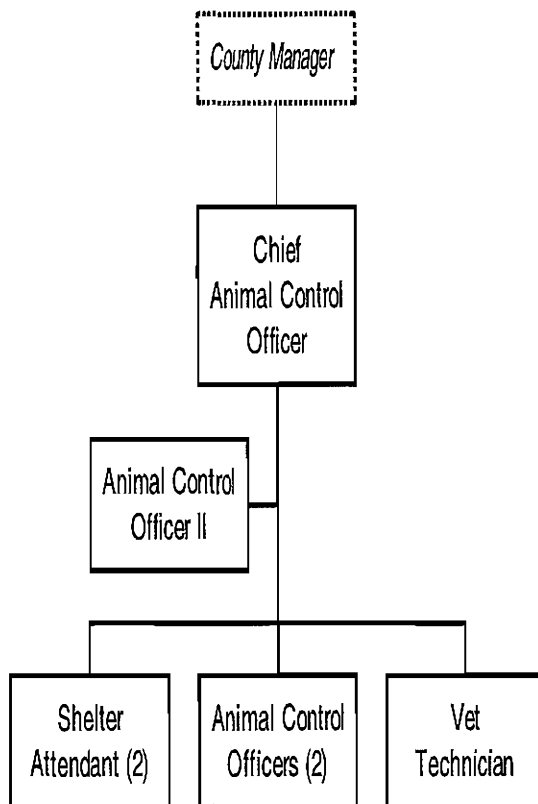 County Manager
Chief
Animal Control
Officer
Animal Control
Officer II
Shelter
Attendant (2)
Animal Control
Officers (2)
Vet
Technician